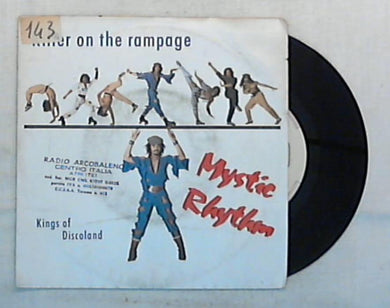 143
Killer on the rampage
RADIO ARCOBALENO
CENTRO ITALIA
Mystic
Rhythm
Kings of
Discoland